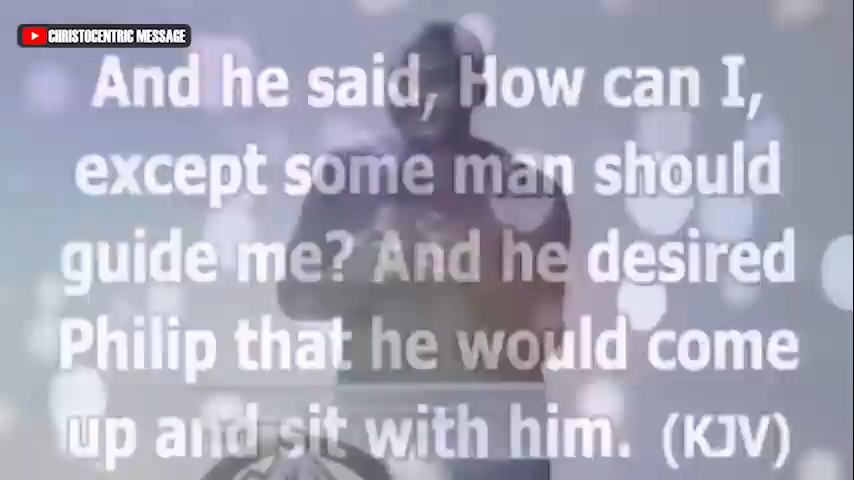 CHRISTOCENTRIC MESSAGE
And he said, How can I,
except some man should
guide me? And he desired
Philip that he would come
up and sit with him. (KJV)